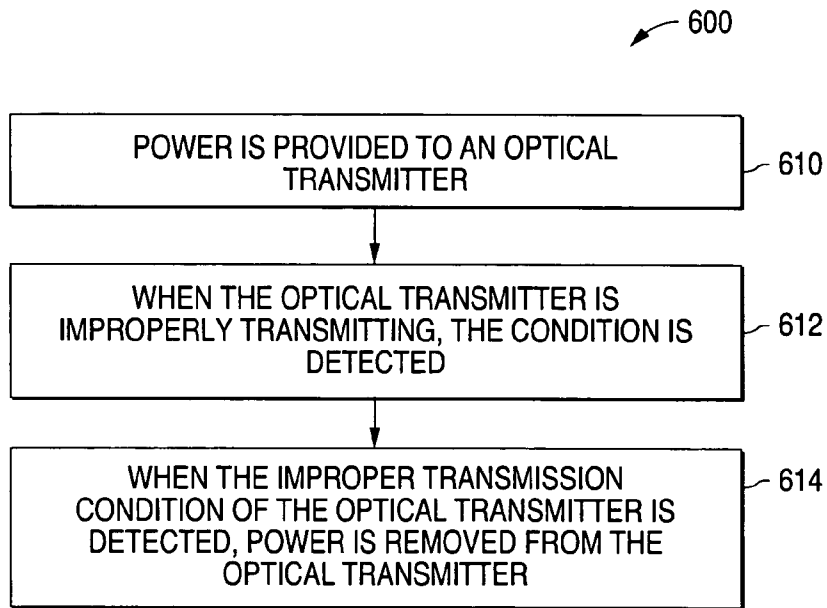 600
POWER IS PROVIDED TO AN OPTICAL
TRANSMITTER
610
WHEN THE OPTICAL TRANSMITTER IS
IMPROPERLY TRANSMITTING, THE CONDITION IS
DETECTED
612
WHEN THE IMPROPER TRANSMISSION
CONDITION OF THE OPTICAL TRANSMITTER IS
DETECTED, POWER IS REMOVED FROM THE
OPTICAL TRANSMITTER
614